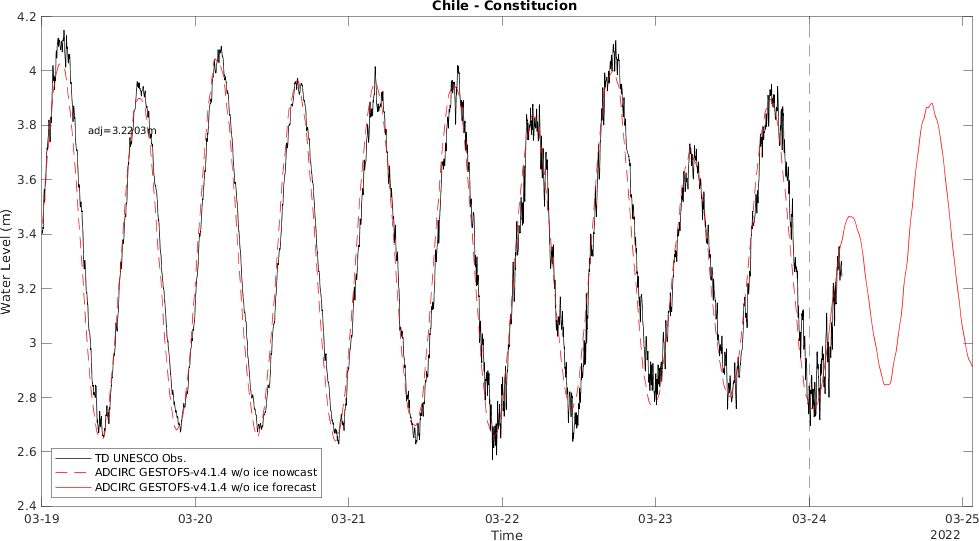 Chile - Constitucion
4.2
4
3.8
3.6
3.4
3.2
3
2.8
2.6
2.4
Water Level (m)
adj=3.2203m
TD UNESCO Obs.
ADCIRC GESTOFS-v4.1.4 w/o ice nowcast
ADCIRC GESTOFS-v4.1.4 w/o ice forecast
03-19 03-20 03-21 03-22 03-23 03-24 03-25
Time
2022